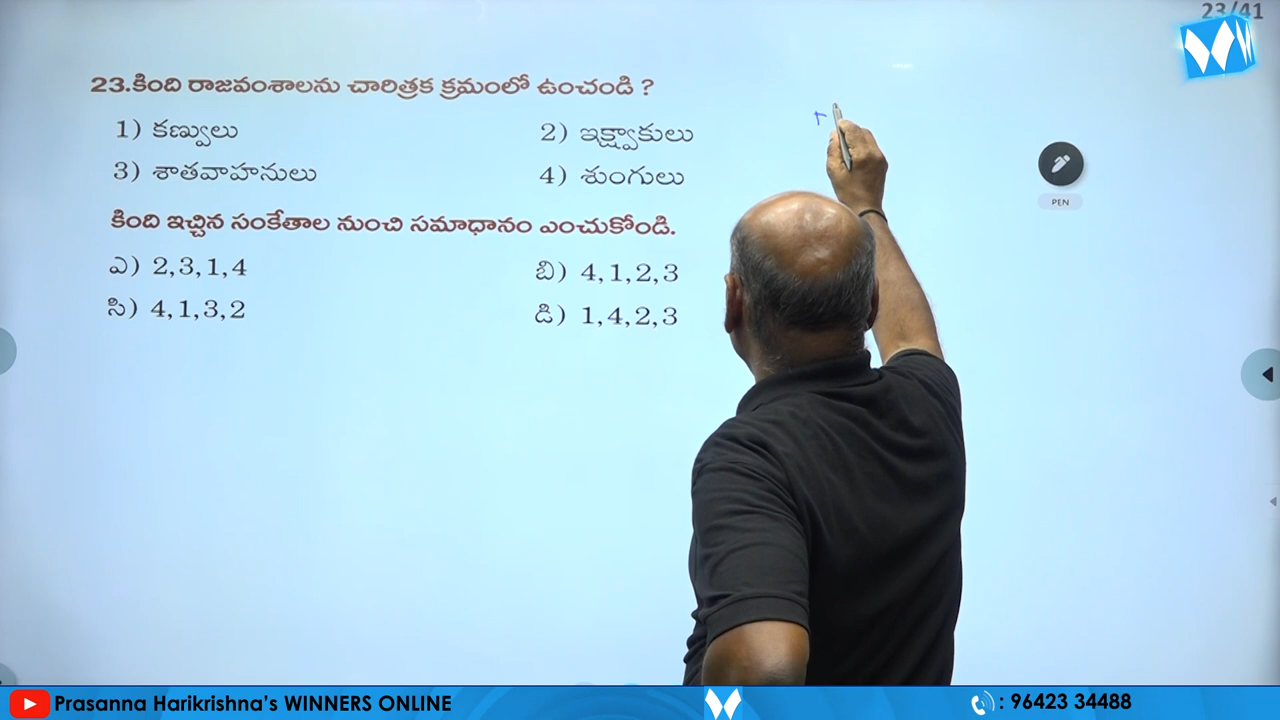 23/41
23.కింది రాజవంశాలను చారిత్రక క్రమంలో ఉంచండి ?
1) కణ్వులు 2) ఇక్ష్వాకులు
3) శాతవాహనులు 4) శుంగులు
కింది ఇచ్చిన సంకేతాల నుంచి సమాధానం ఎంచుకోండి.
ఎ) 2,3,1,4 బి) 4,1,2,3
సి) 4,1,3,2 డి) 1,4,2,3
PEN
Prasanna Harikrishna's WINNERS ONLINE : 96423 34488